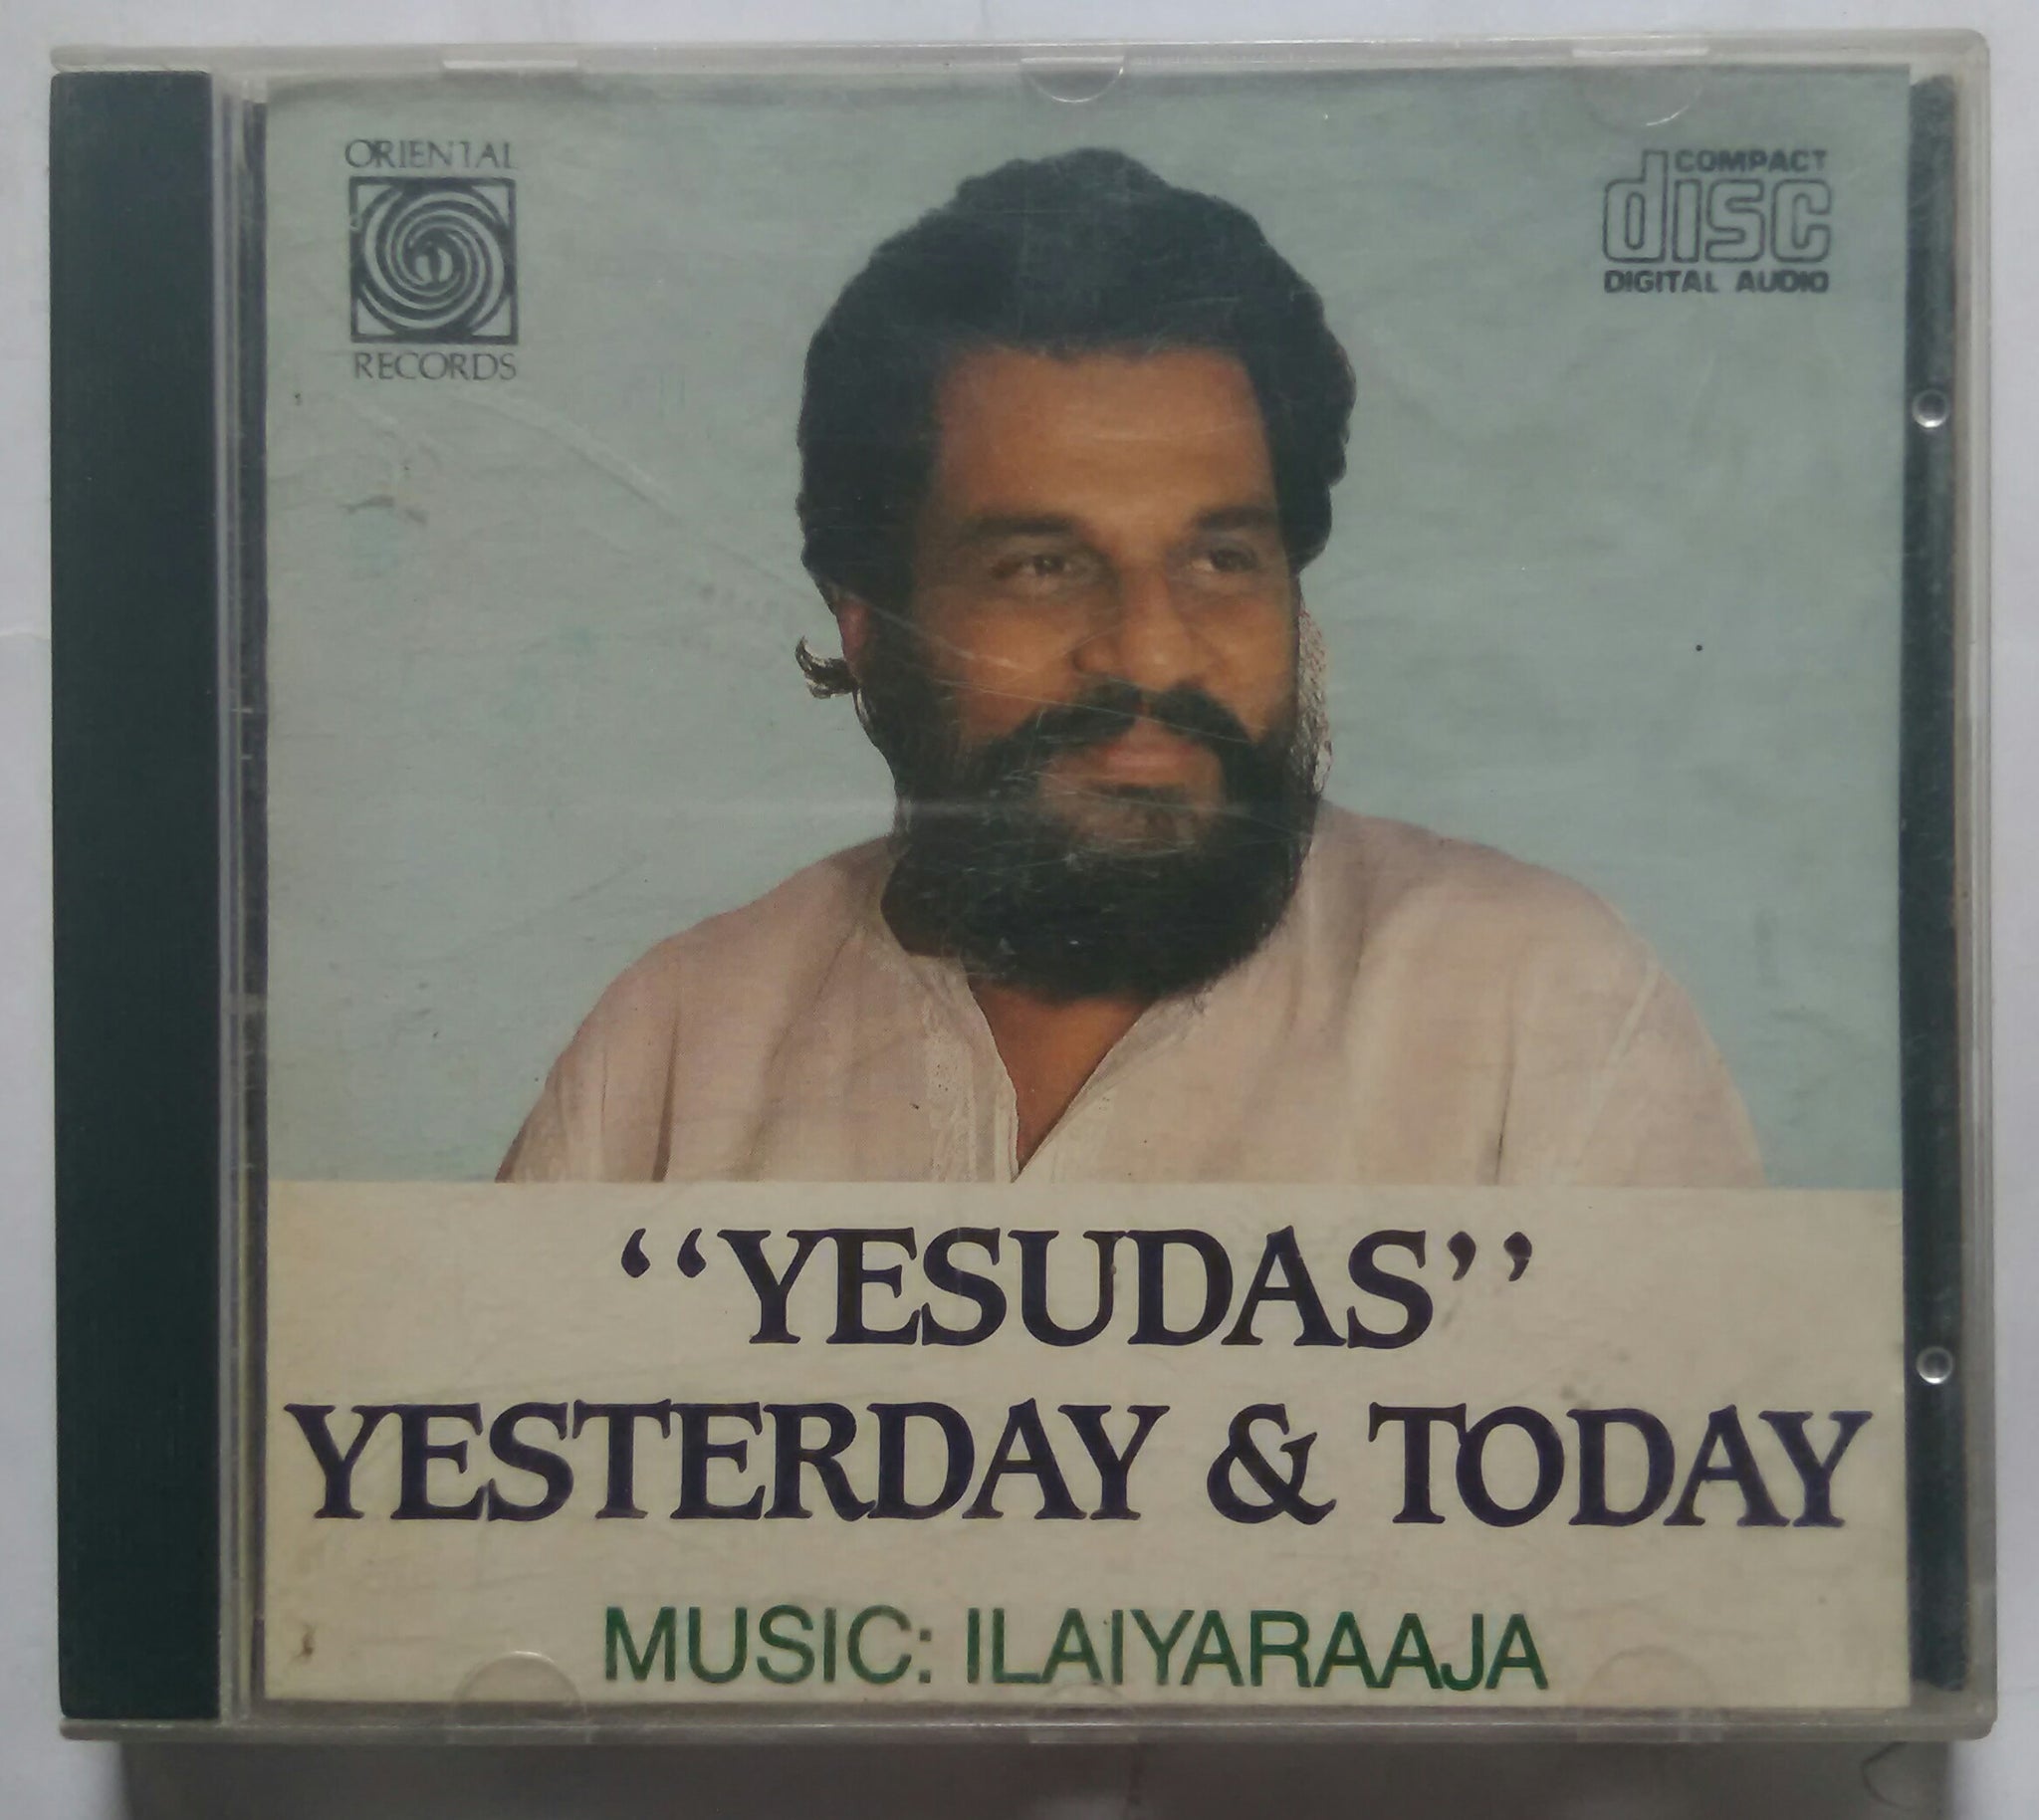 ORIENTAL
RECORDS
COMPACT
disc
DIGITAL AUDIO
“YESUDAS”
YESTERDAY & TODAY
MUSIC: ILAIYARAAJA